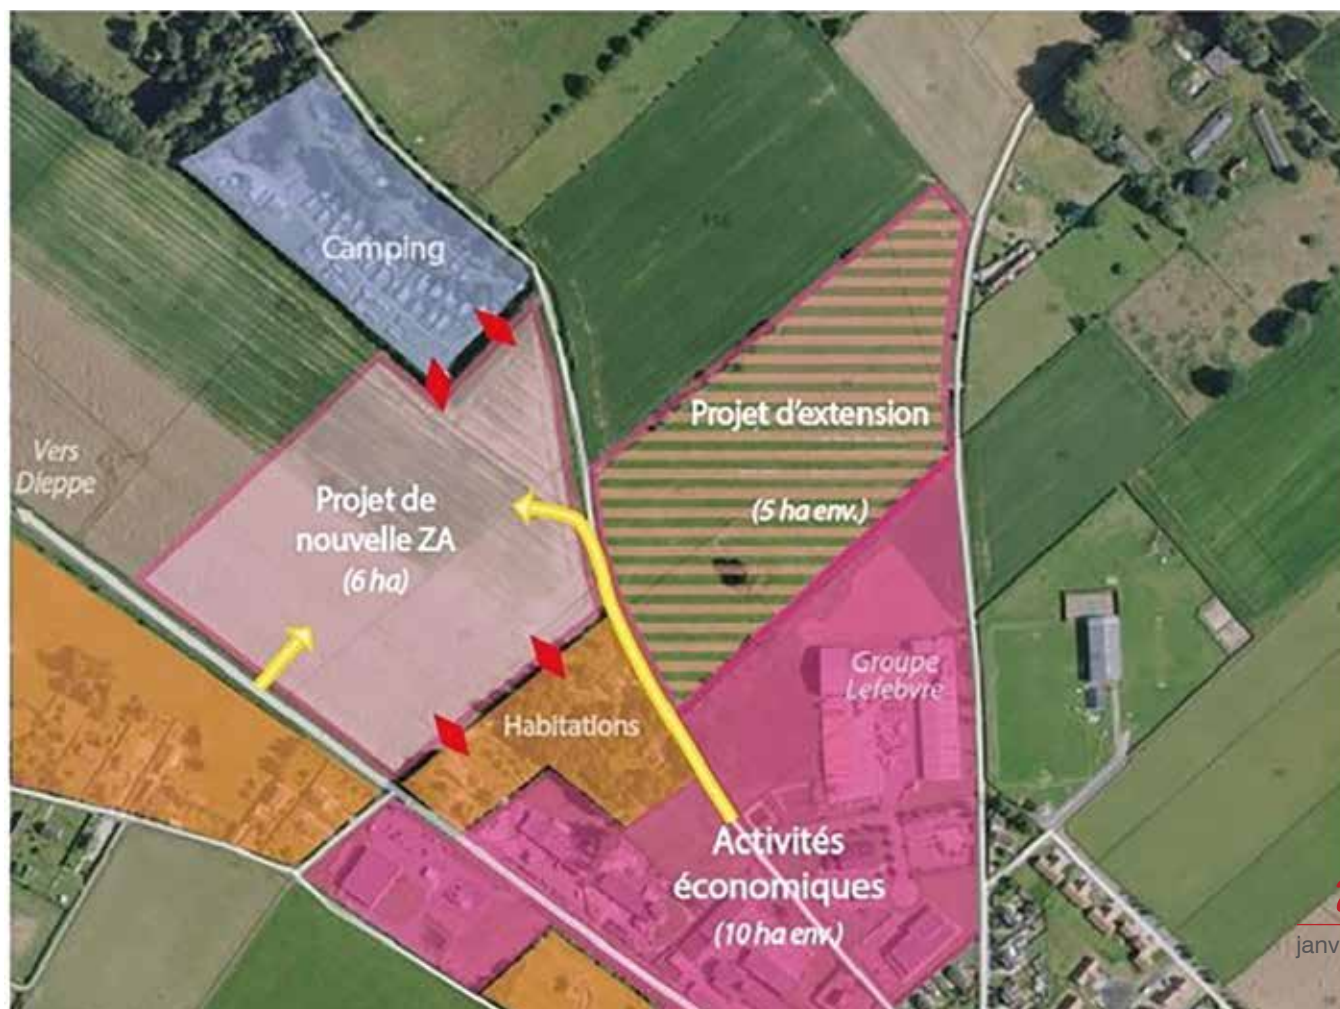 Camping
Projet d'extension
(5 ha env.)
Vers
Dieppe
Projet de
nouvelle ZA
(6 ha)
Groupe
Lefebvre
Habitations
Activités
économiques
(10 ha env.)
janv